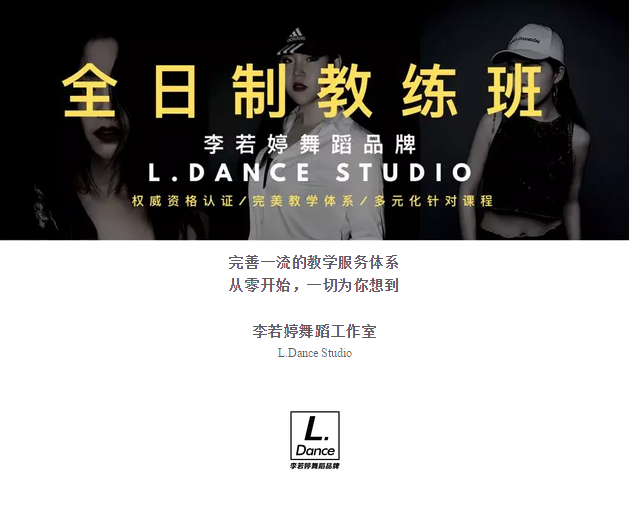 adidas
全日制教练班
李若婷舞蹈品牌
L.DANCE STUDIO
权威资格认证/完美教学体系/多元化针对课程
完善一流的教学服务体系
从零开始，一切为你想到
李若婷舞蹈工作室
L.Dance Studio
L.
Dance
李若婷舞蹈品牌